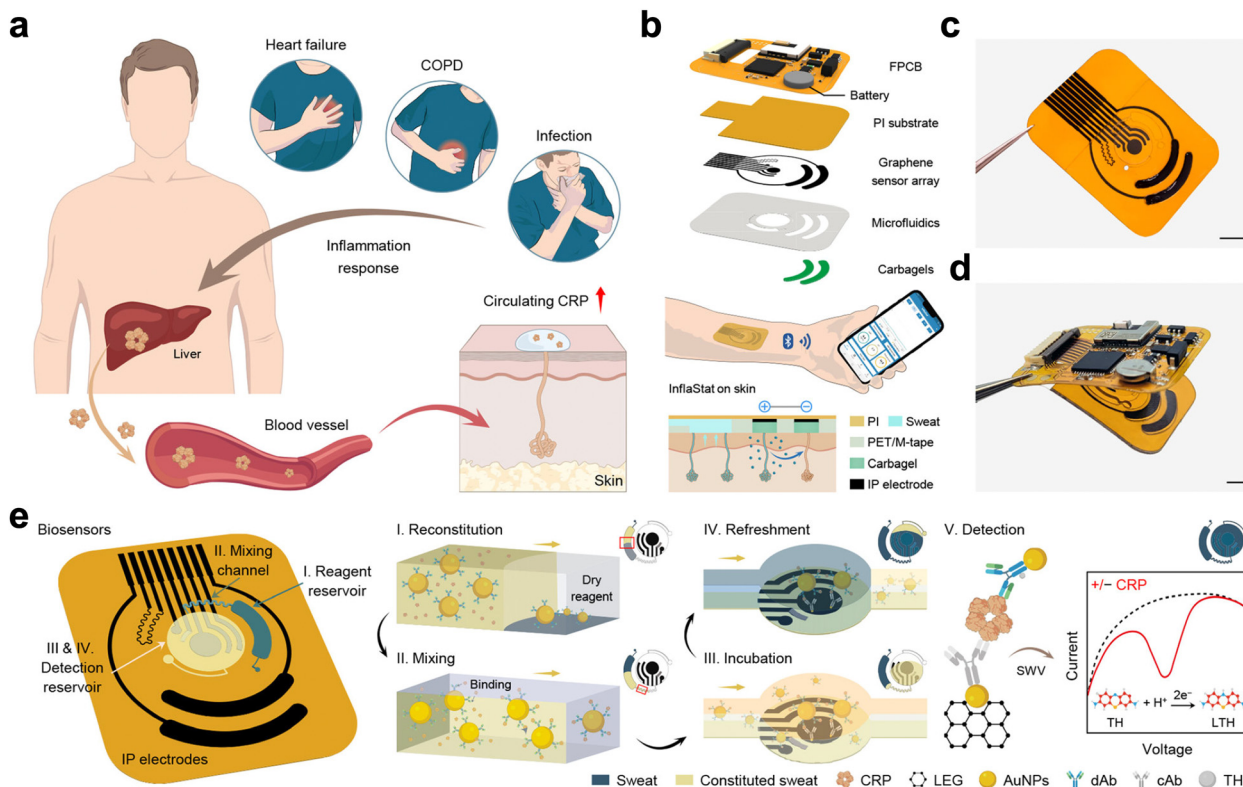 a
Heart failure
COPD
Infection
Inflammation
response
Circulating CRP
Liver
Blood vessel
Skin
b
FPCB
Battery
PI substrate
Graphene
sensor array
Microfluidics
Carbagels
InflaStat on skin
+
−
PI
Sweat
PET/M-tape
Carbagel
IP electrode
c
d
e
Biosensors
II. Mixing
channel
I. Reagent
reservoir
III & IV.
Detection
reservoir
IP electrodes
I. Reconstitution
Dry
reagent
II. Mixing
Binding
IV. Refreshment
III. Incubation
V. Detection
SWV
+/− CRP
Current
TH
+ H⁺
2e⁻
LTH
Voltage
Sweat
Constituted sweat
CRP
LEG
AuNPs
dAb
cAb
TH